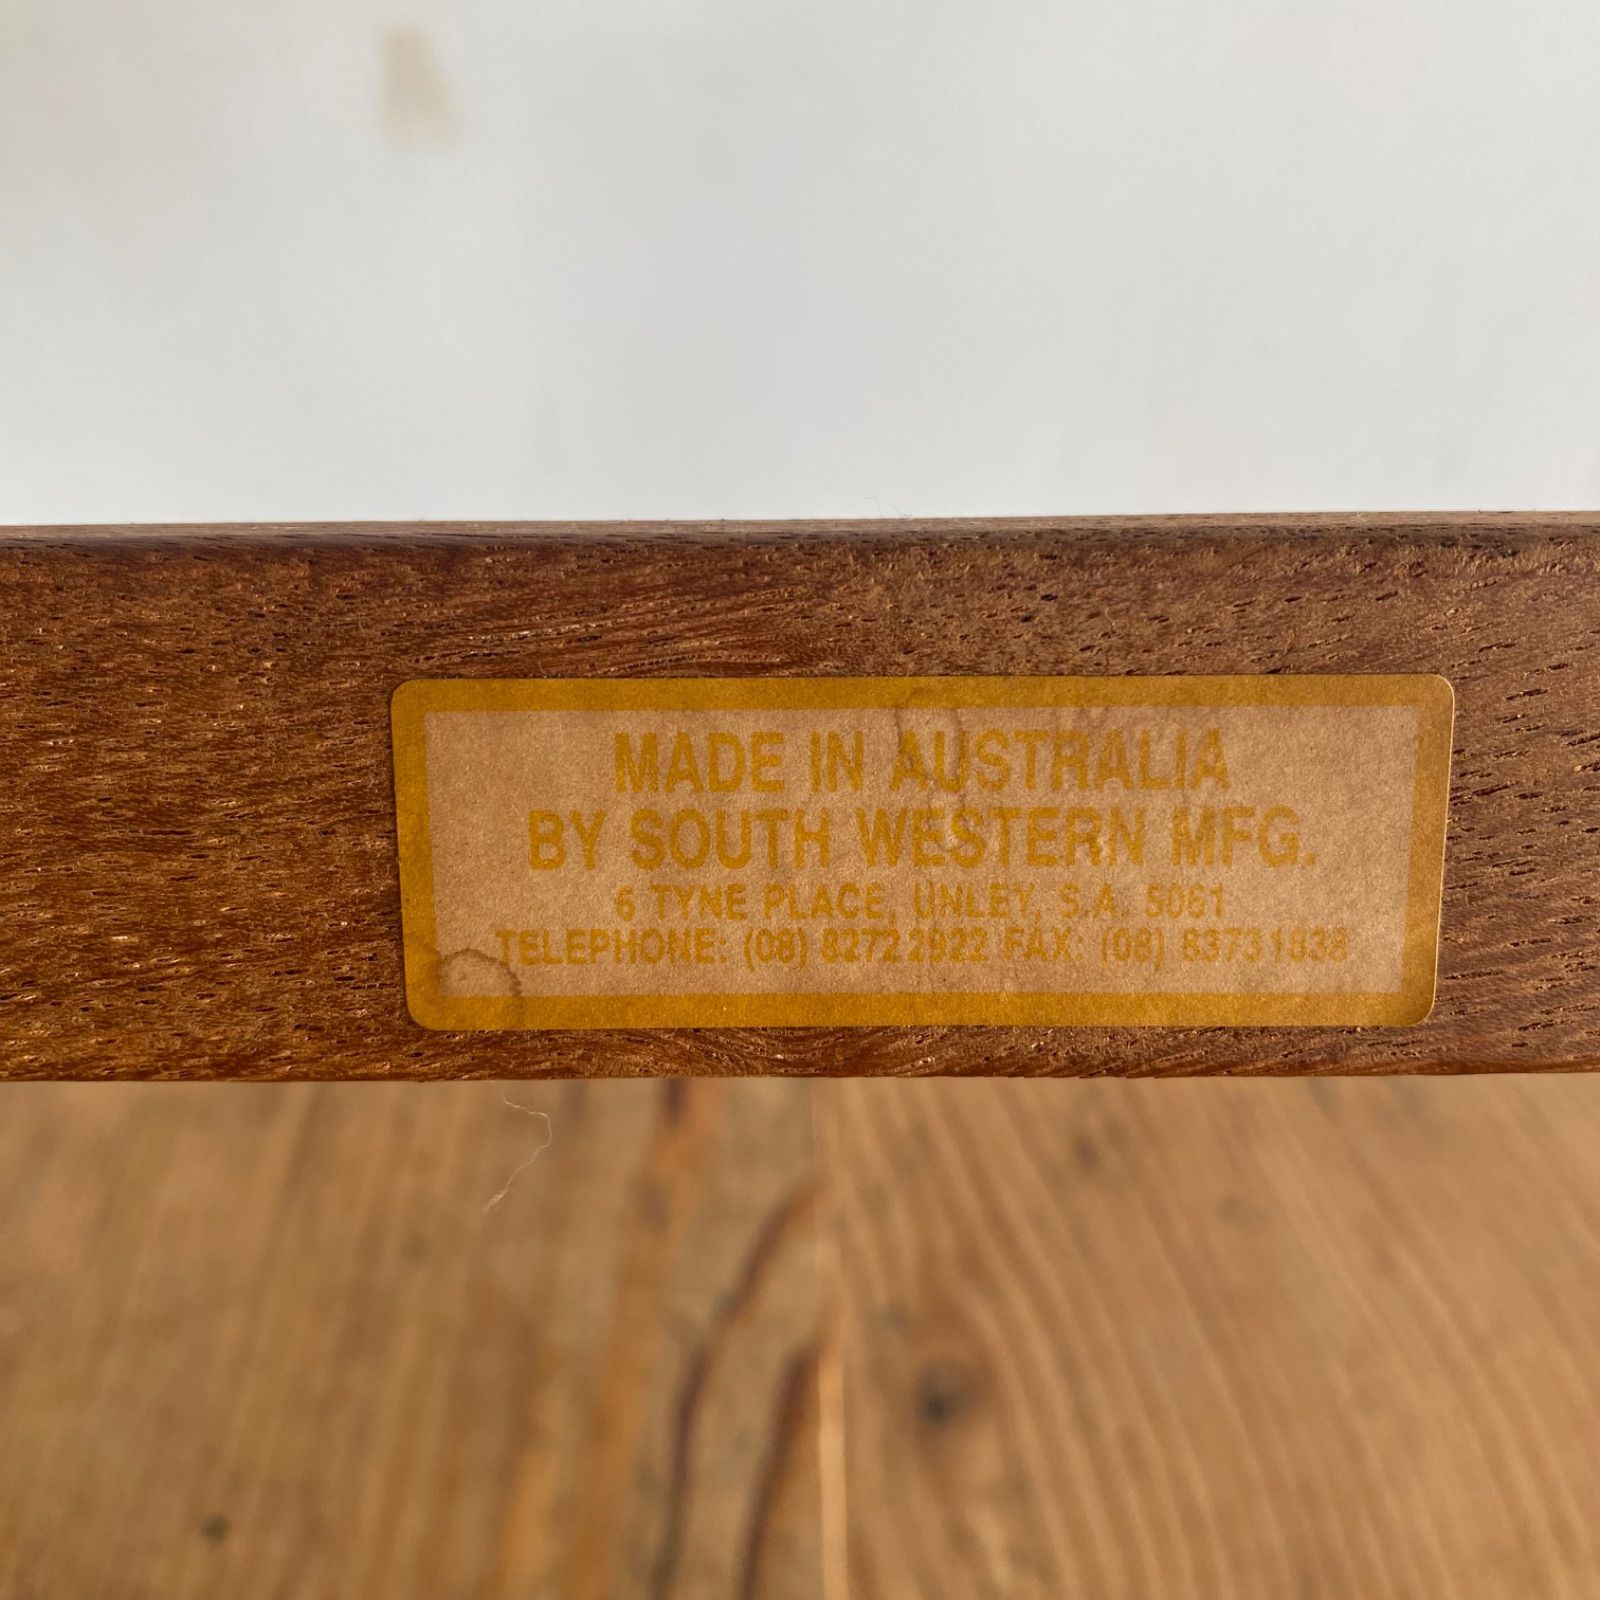 MADE IN AUSTRALIA
BY SOUTH WESTERN MFG.
6 TYNE PLACE, UNLEY, S.A. 5061
TELEPHONE: (08) 8272 2922 FAX: (08) 8373 1038